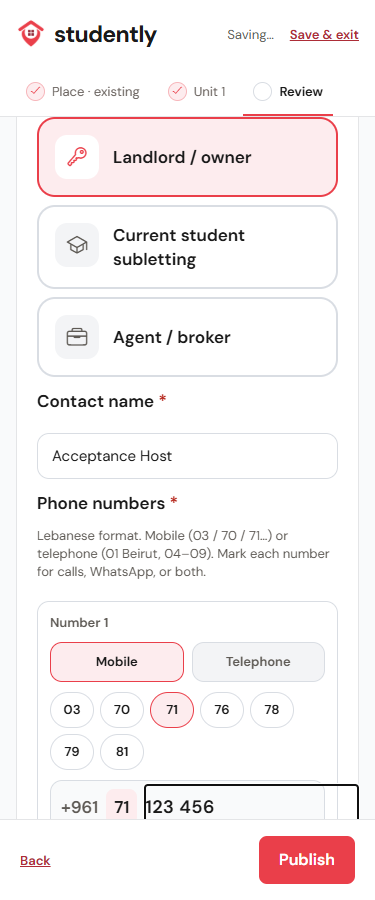 studently
Saving...
Save & exit
Place · existing
Unit 1
Review
Landlord / owner
Current student
subletting
Agent / broker
Contact name *
Acceptance Host
Phone numbers *
Lebanese format. Mobile (03 / 70 / 71…) or
telephone (01 Beirut, 04–09). Mark each number
for calls, WhatsApp, or both.
Number 1
Mobile
Telephone
03
70
71
76
78
79
81
+961 71 123 456
Back
Publish